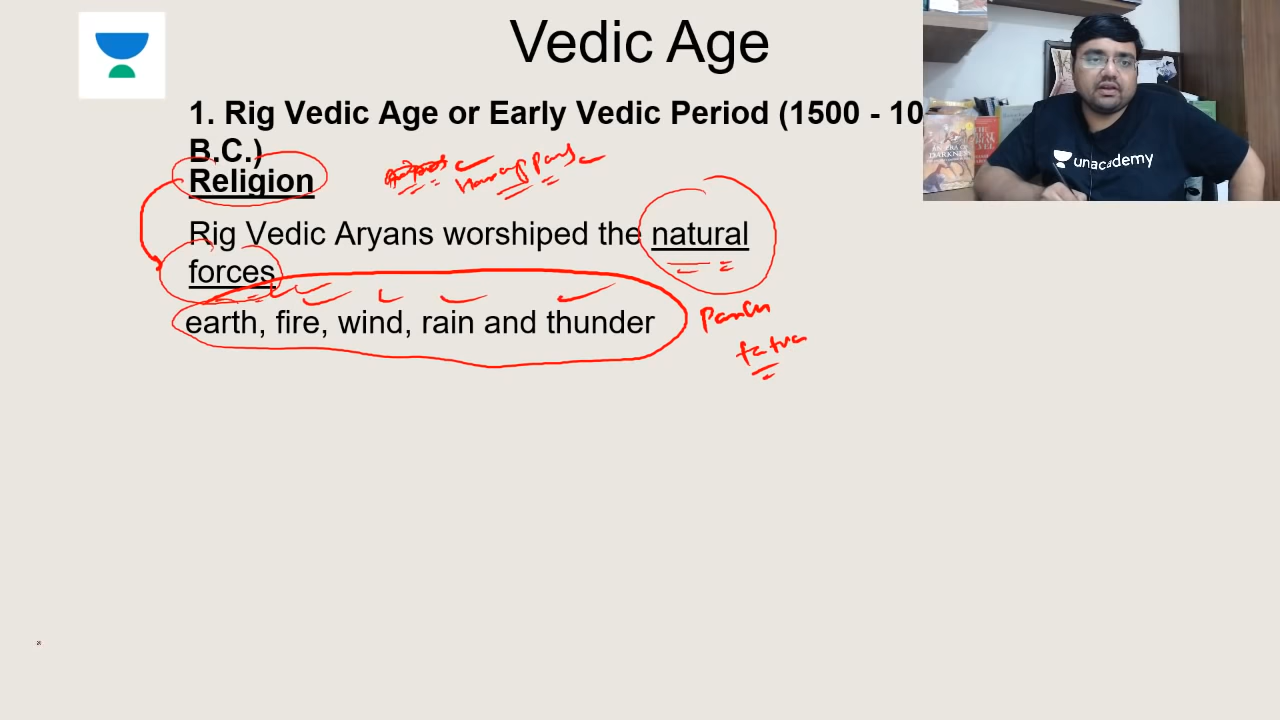 Vedic Age
1. Rig Vedic Age or Early Vedic Period (1500 - 10
B.C.)
Religion
Rig Vedic Aryans worshiped the natural
forces
earth, fire, wind, rain and thunder
Panch
tatva
unacademy